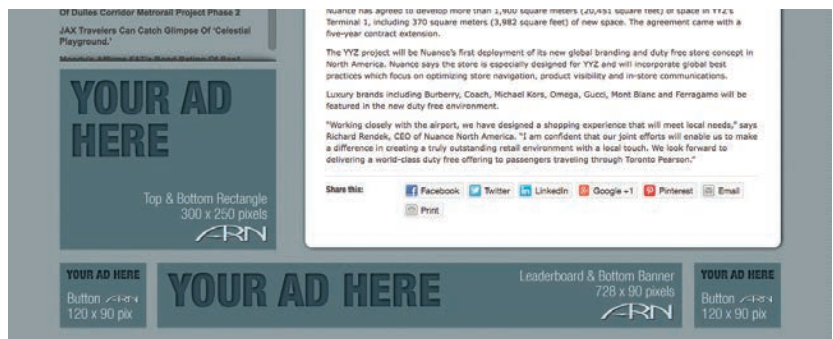 Of Dulles Corridor Metrorail Project Phase 2
JAX Travelers Can Catch Glimpse Of 'Celestial
Playground.'
YOUR AD
HERE
Top & Bottom Rectangle
300 x 250 pixels
ARN
Nuance has agreed to develop more than 1,900 square meters (20,451 square feet) of space in YYZ's
Terminal 1, including 370 square meters (3,982 square feet) of new space. The agreement came with a
five-year contract extension.
The YYZ project will be Nuance's first deployment of its new global branding and duty free store concept in
North America. Nuance says the store is especially designed for YYZ and will incorporate global best
practices which focus on optimizing store navigation, product visibility and in-store communications.
Luxury brands including Burberry, Coach, Michael Kors, Omega, Gucci, Mont Blanc and Ferragamo will be
featured in the new duty free environment.
"Working closely with the airport, we have designed a shopping experience that will meet local needs," says
Richard Rendek, CEO of Nuance North America. "I am confident that our joint efforts will enable us to make
a difference in creating a truly outstanding retail environment with a local touch. We look forward to
delivering a world-class duty free offering to passengers traveling through Toronto Pearson."
Share this: Facebook Twitter LinkedIn Google +1 Pinterest Email
Print
YOUR AD HERE
Button ARN
120 x 90 pix
YOUR AD HERE
Leaderboard & Bottom Banner
728 x 90 pixels
ARN
YOUR AD HERE
Button ARN
120 x 90 pix